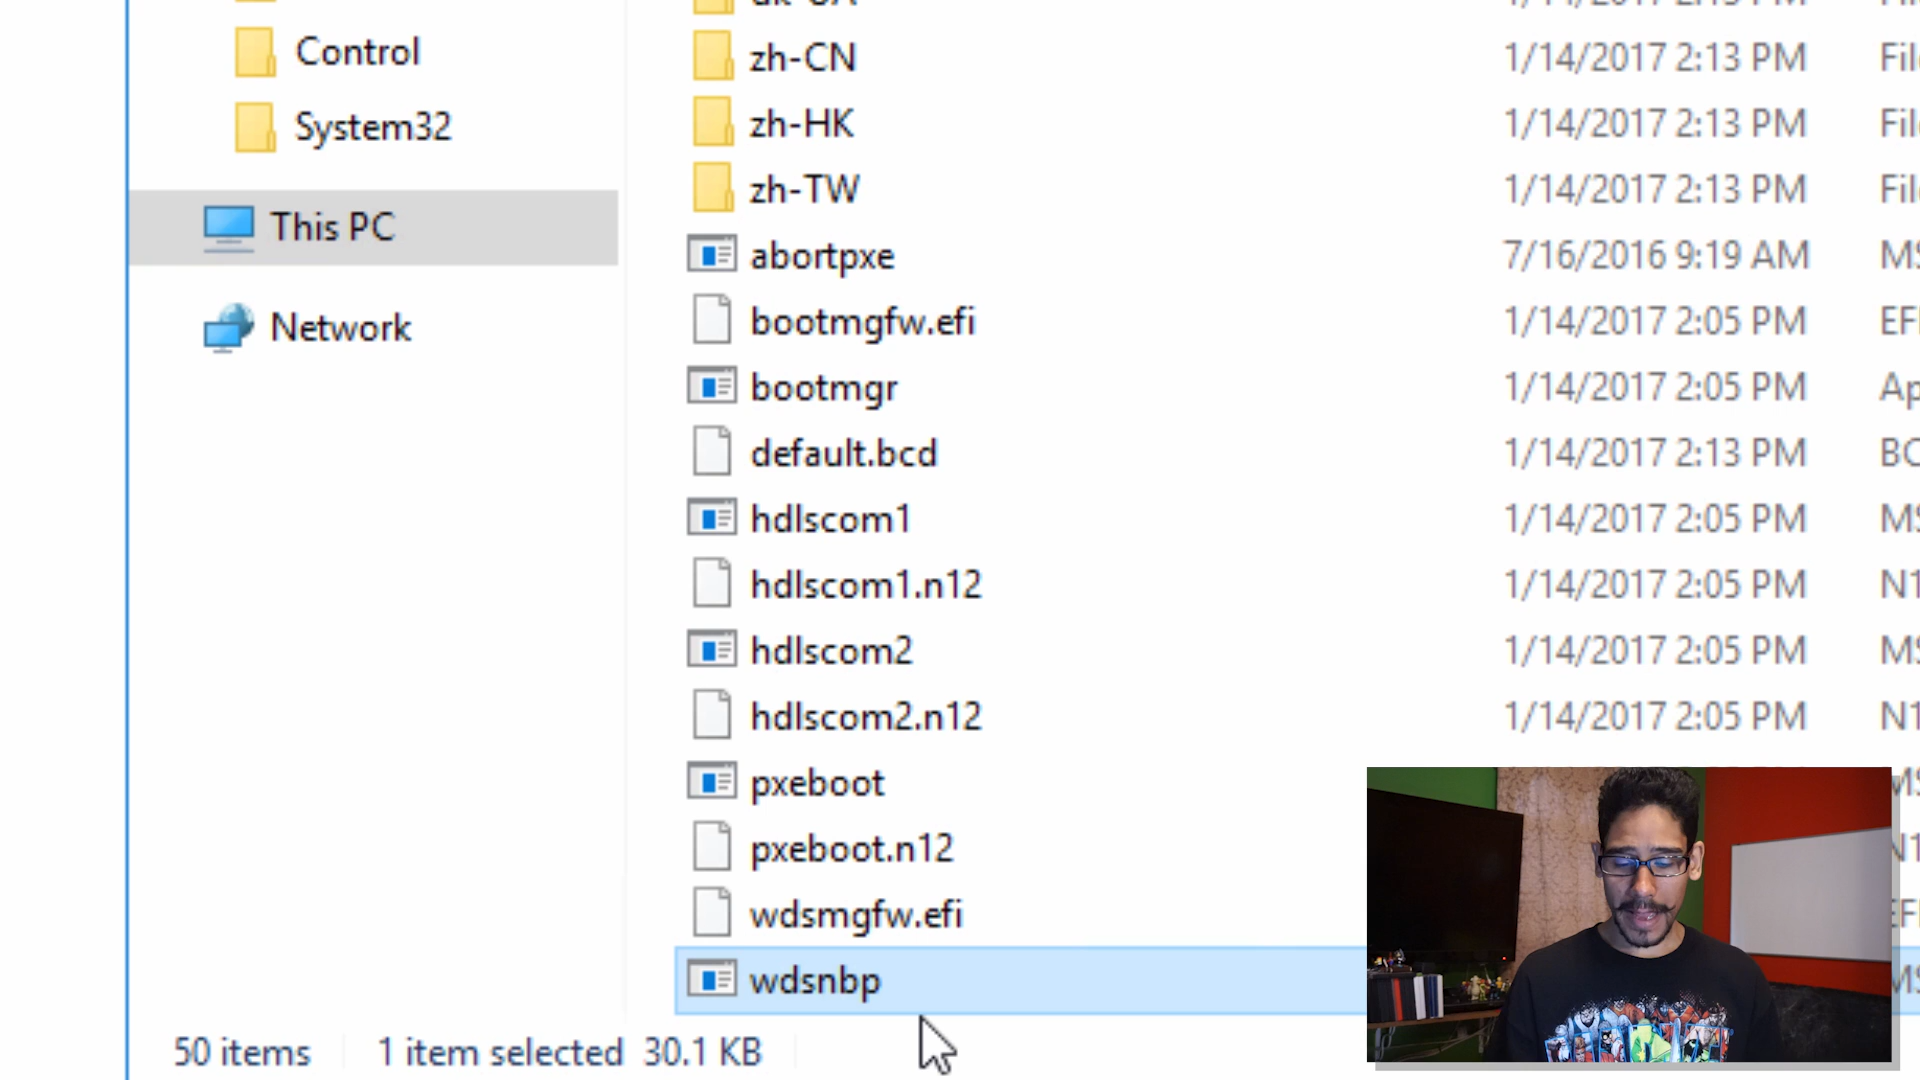 Control
System32
This PC
Network
zh-CN 1/14/2017 2:13 PM
zh-HK 1/14/2017 2:13 PM
zh-TW 1/14/2017 2:13 PM
abortpxe 7/16/2016 9:19 AM
bootmgfw.efi 1/14/2017 2:05 PM
bootmgr 1/14/2017 2:05 PM
default.bcd 1/14/2017 2:13 PM
hdlscom1 1/14/2017 2:05 PM
hdlscom1.n12 1/14/2017 2:05 PM
hdlscom2 1/14/2017 2:05 PM
hdlscom2.n12 1/14/2017 2:05 PM
pxeboot
pxeboot.n12
wdsmgfw.efi
wdsnbp
50 items 1 item selected 30.1 KB